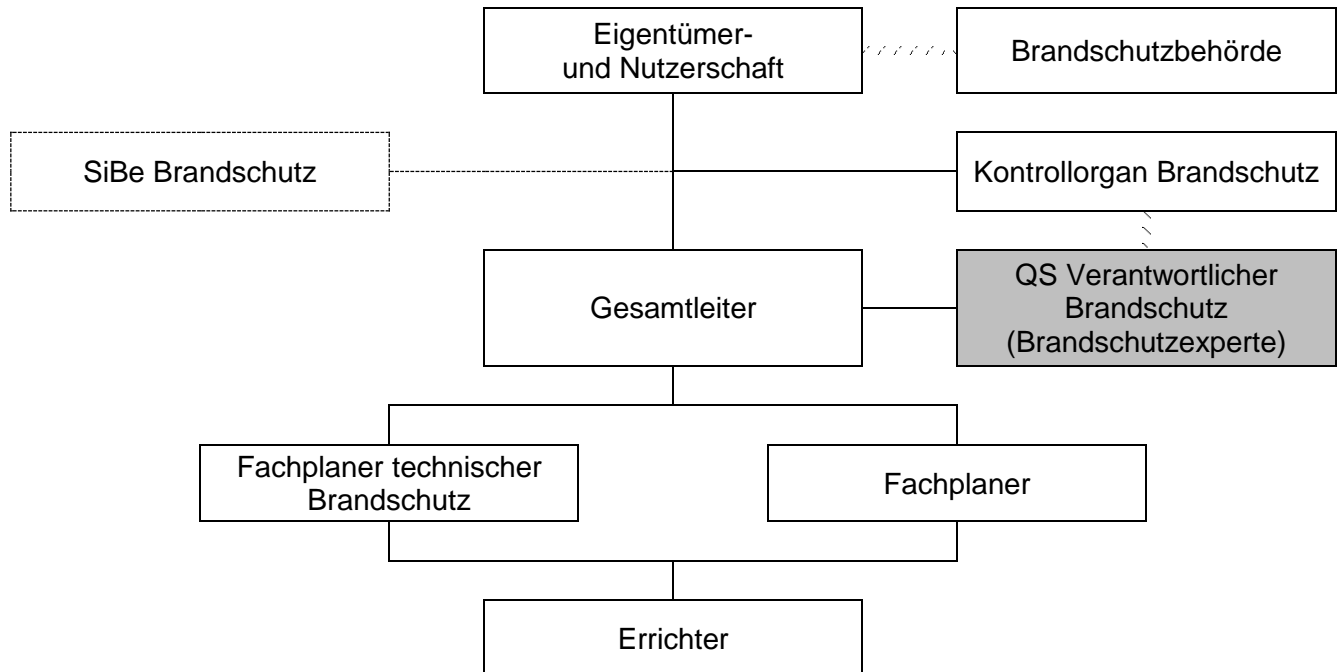 Eigentümer-
und Nutzerschaft
Brandschutzbehörde
SiBe Brandschutz
Kontrollorgan Brandschutz
Gesamtleiter
QS Verantwortlicher
Brandschutz
(Brandschutzexperte)
Fachplaner technischer
Brandschutz
Fachplaner
Errichter